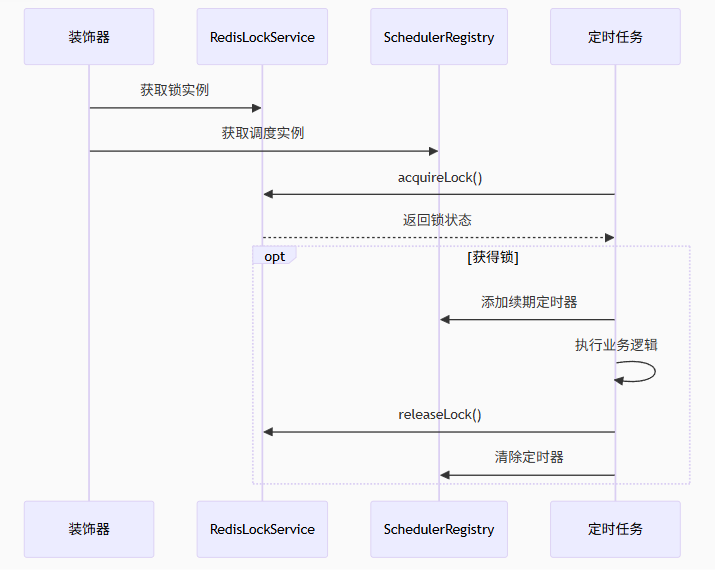 装饰器
RedisLockService
SchedulerRegistry
定时任务
获取锁实例
获取调度实例
acquireLock()
返回锁状态
opt
[获得锁]
添加续期定时器
执行业务逻辑
releaseLock()
清除定时器
装饰器
RedisLockService
SchedulerRegistry
定时任务